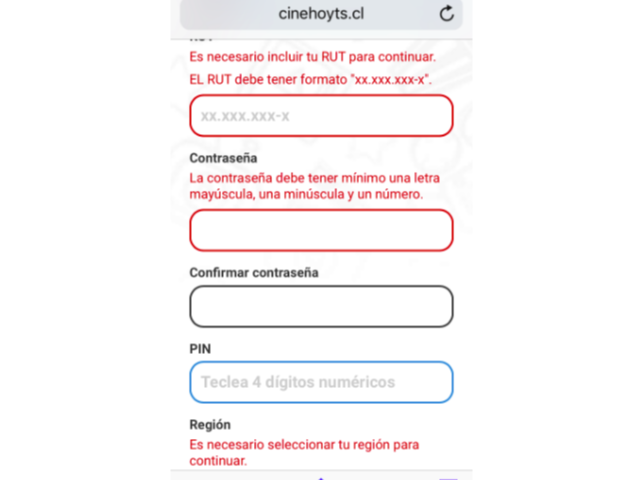 cinehoyts.cl
Es necesario incluir tu RUT para continuar.
EL RUT debe tener formato "xx.xxx.xxx-x".
xx.xxx.xxx-x
Contraseña
La contraseña debe tener mínimo una letra
mayúscula, una minúscula y un número.
Confirmar contraseña
PIN
Teclea 4 dígitos numéricos
Región
Es necesario seleccionar tu región para
continuar.